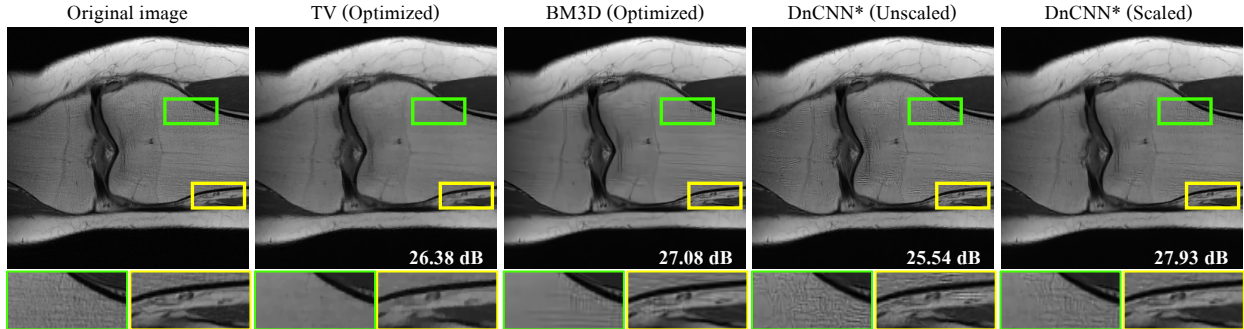 Original image TV (Optimized) BM3D (Optimized) DnCNN* (Unscaled) DnCNN* (Scaled)
26.38 dB 27.08 dB 25.54 dB 27.93 dB